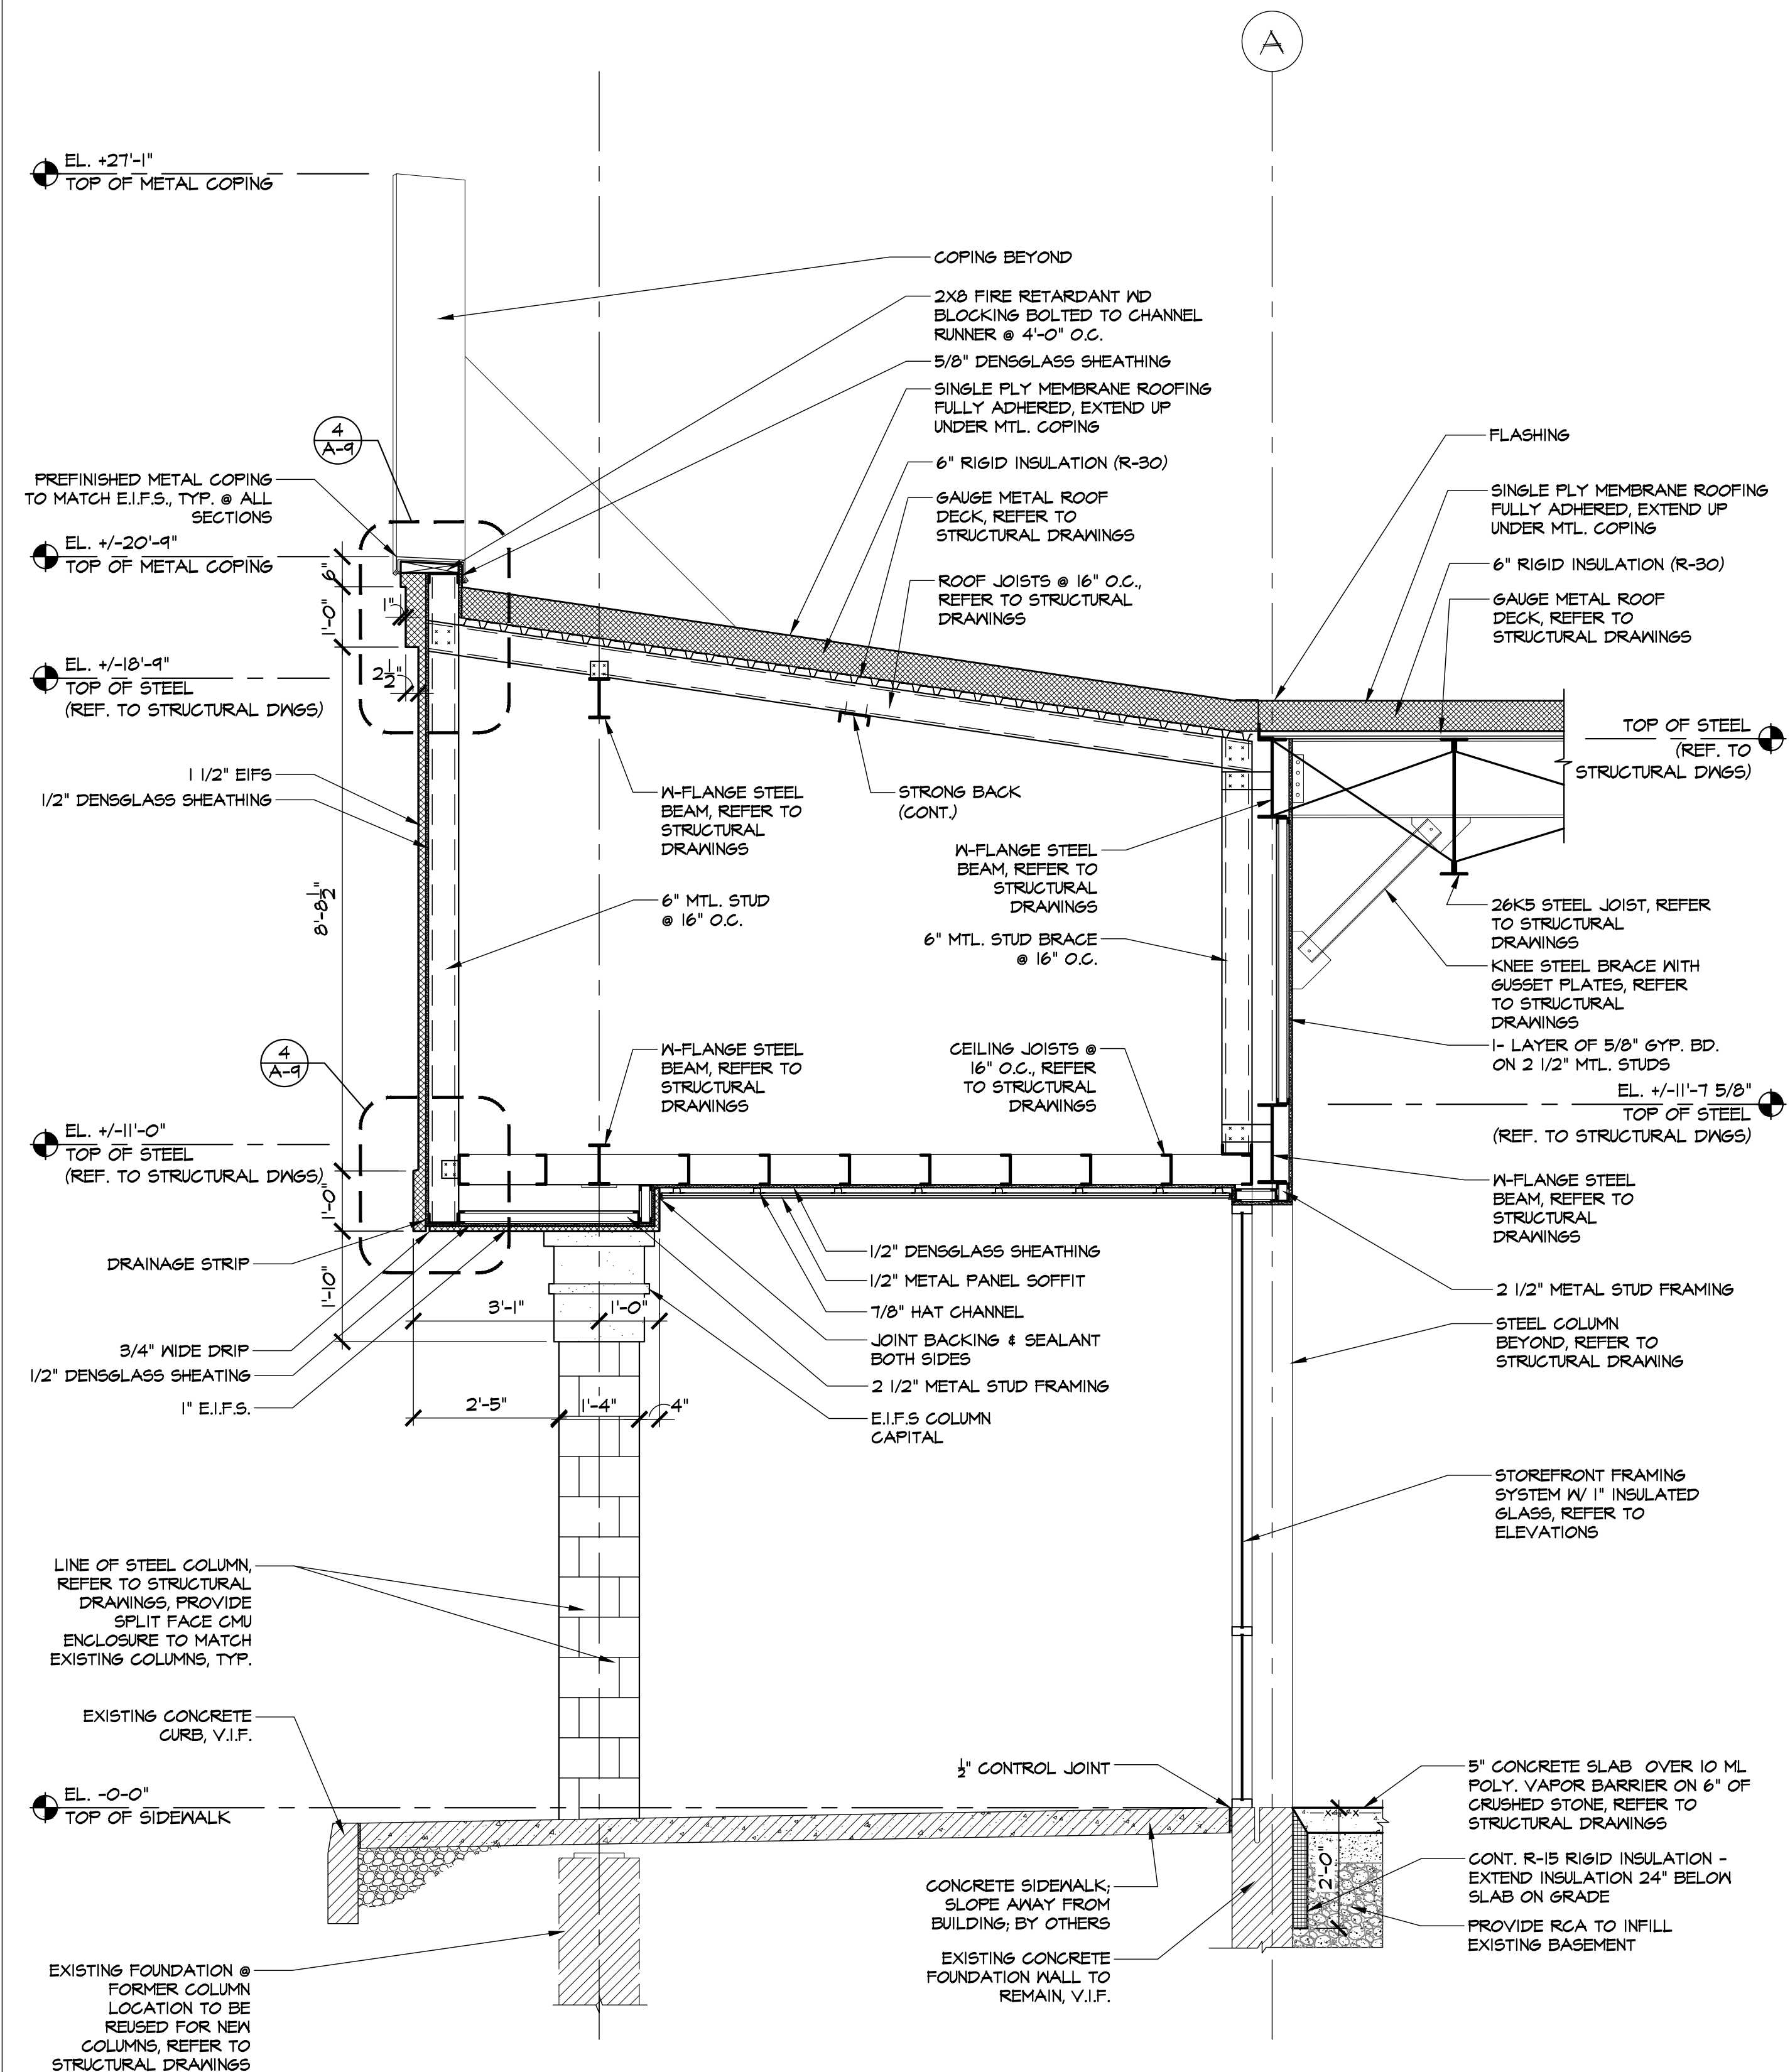 A
EL. +27'-1"
TOP OF METAL COPING
COPING BEYOND
2X8 FIRE RETARDANT WD
BLOCKING BOLTED TO CHANNEL
RUNNER @ 4'-0" O.C.
5/8" DENSGLASS SHEATHING
SINGLE PLY MEMBRANE ROOFING
FULLY ADHERED, EXTEND UP
UNDER MTL. COPING
6" RIGID INSULATION (R-30)
GAUGE METAL ROOF
DECK, REFER TO
STRUCTURAL DRAWINGS
ROOF JOISTS @ 16" O.C.,
REFER TO STRUCTURAL
DRAWINGS
FLASHING
SINGLE PLY MEMBRANE ROOFING
FULLY ADHERED, EXTEND UP
UNDER MTL. COPING
6" RIGID INSULATION (R-30)
GAUGE METAL ROOF
DECK, REFER TO
STRUCTURAL DRAWINGS
TOP OF STEEL
(REF. TO
STRUCTURAL DWGS)
4
A-9
PREFINISHED METAL COPING
TO MATCH E.I.F.S., TYP. @ ALL
SECTIONS
EL. +/-20'-9"
TOP OF METAL COPING
6"
1'-0"
1"
2 1/2"
EL. +/-18'-9"
TOP OF STEEL
(REF. TO STRUCTURAL DWGS)
1 1/2" EIFS
1/2" DENSGLASS SHEATHING
8'-8 1/2"
W-FLANGE STEEL
BEAM, REFER TO
STRUCTURAL
DRAWINGS
STRONG BACK
(CONT.)
W-FLANGE STEEL
BEAM, REFER TO
STRUCTURAL
DRAWINGS
6" MTL. STUD
@ 16" O.C.
6" MTL. STUD BRACE
@ 16" O.C.
26K5 STEEL JOIST, REFER
TO STRUCTURAL
DRAWINGS
KNEE STEEL BRACE WITH
GUSSET PLATES, REFER
TO STRUCTURAL
DRAWINGS
1- LAYER OF 5/8" GYP. BD.
ON 2 1/2" MTL. STUDS
EL. +/-11'-7 5/8"
TOP OF STEEL
(REF. TO STRUCTURAL DWGS)
4
A-9
W-FLANGE STEEL
BEAM, REFER TO
STRUCTURAL
DRAWINGS
CEILING JOISTS @
16" O.C., REFER
TO STRUCTURAL
DRAWINGS
EL. +/-11'-0"
TOP OF STEEL
(REF. TO STRUCTURAL DWGS)
1'-0"
1'-10"
W-FLANGE STEEL
BEAM, REFER TO
STRUCTURAL
DRAWINGS
DRAINAGE STRIP
3/4" WIDE DRIP
1/2" DENSGLASS SHEATING
1" E.I.F.S.
3'-1"
1'-0"
2'-5"
1'-4"
4"
1/2" DENSGLASS SHEATHING
1/2" METAL PANEL SOFFIT
7/8" HAT CHANNEL
JOINT BACKING & SEALANT
BOTH SIDES
2 1/2" METAL STUD FRAMING
E.I.F.S COLUMN
CAPITAL
2 1/2" METAL STUD FRAMING
STEEL COLUMN
BEYOND, REFER TO
STRUCTURAL DRAWING
STOREFRONT FRAMING
SYSTEM W/ 1" INSULATED
GLASS, REFER TO
ELEVATIONS
LINE OF STEEL COLUMN,
REFER TO STRUCTURAL
DRAWINGS, PROVIDE
SPLIT FACE CMU
ENCLOSURE TO MATCH
EXISTING COLUMNS, TYP.
EXISTING CONCRETE
CURB, V.I.F.
EL. -0-0"
TOP OF SIDEWALK
1/2" CONTROL JOINT
5" CONCRETE SLAB OVER 10 ML
POLY. VAPOR BARRIER ON 6" OF
CRUSHED STONE, REFER TO
STRUCTURAL DRAWINGS
2'-0"
CONT. R-15 RIGID INSULATION -
EXTEND INSULATION 24" BELOW
SLAB ON GRADE
PROVIDE RCA TO INFILL
EXISTING BASEMENT
CONCRETE SIDEWALK;
SLOPE AWAY FROM
BUILDING; BY OTHERS
EXISTING CONCRETE
FOUNDATION WALL TO
REMAIN, V.I.F.
EXISTING FOUNDATION @
FORMER COLUMN
LOCATION TO BE
REUSED FOR NEW
COLUMNS, REFER TO
STRUCTURAL DRAWINGS